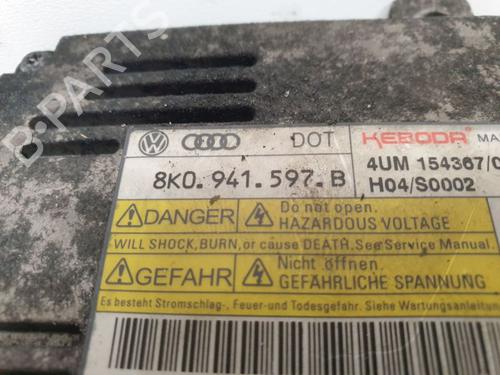 B-PARTS
DOT KEBODA MA
8K0.941.597.B 4UM 154367/0
H04/S0002
DANGER Do not open.
HAZARDOUS VOLTAGE
WILL SHOCK, BURN, or cause DEATH. See Service Manual
GEFAHR Nicht öffnen.
GEFÄHRLICHE SPANNUNG
Es besteht Stromschlag-, Feuer-und Todesgefahr. Siehe Wartungsanleitung